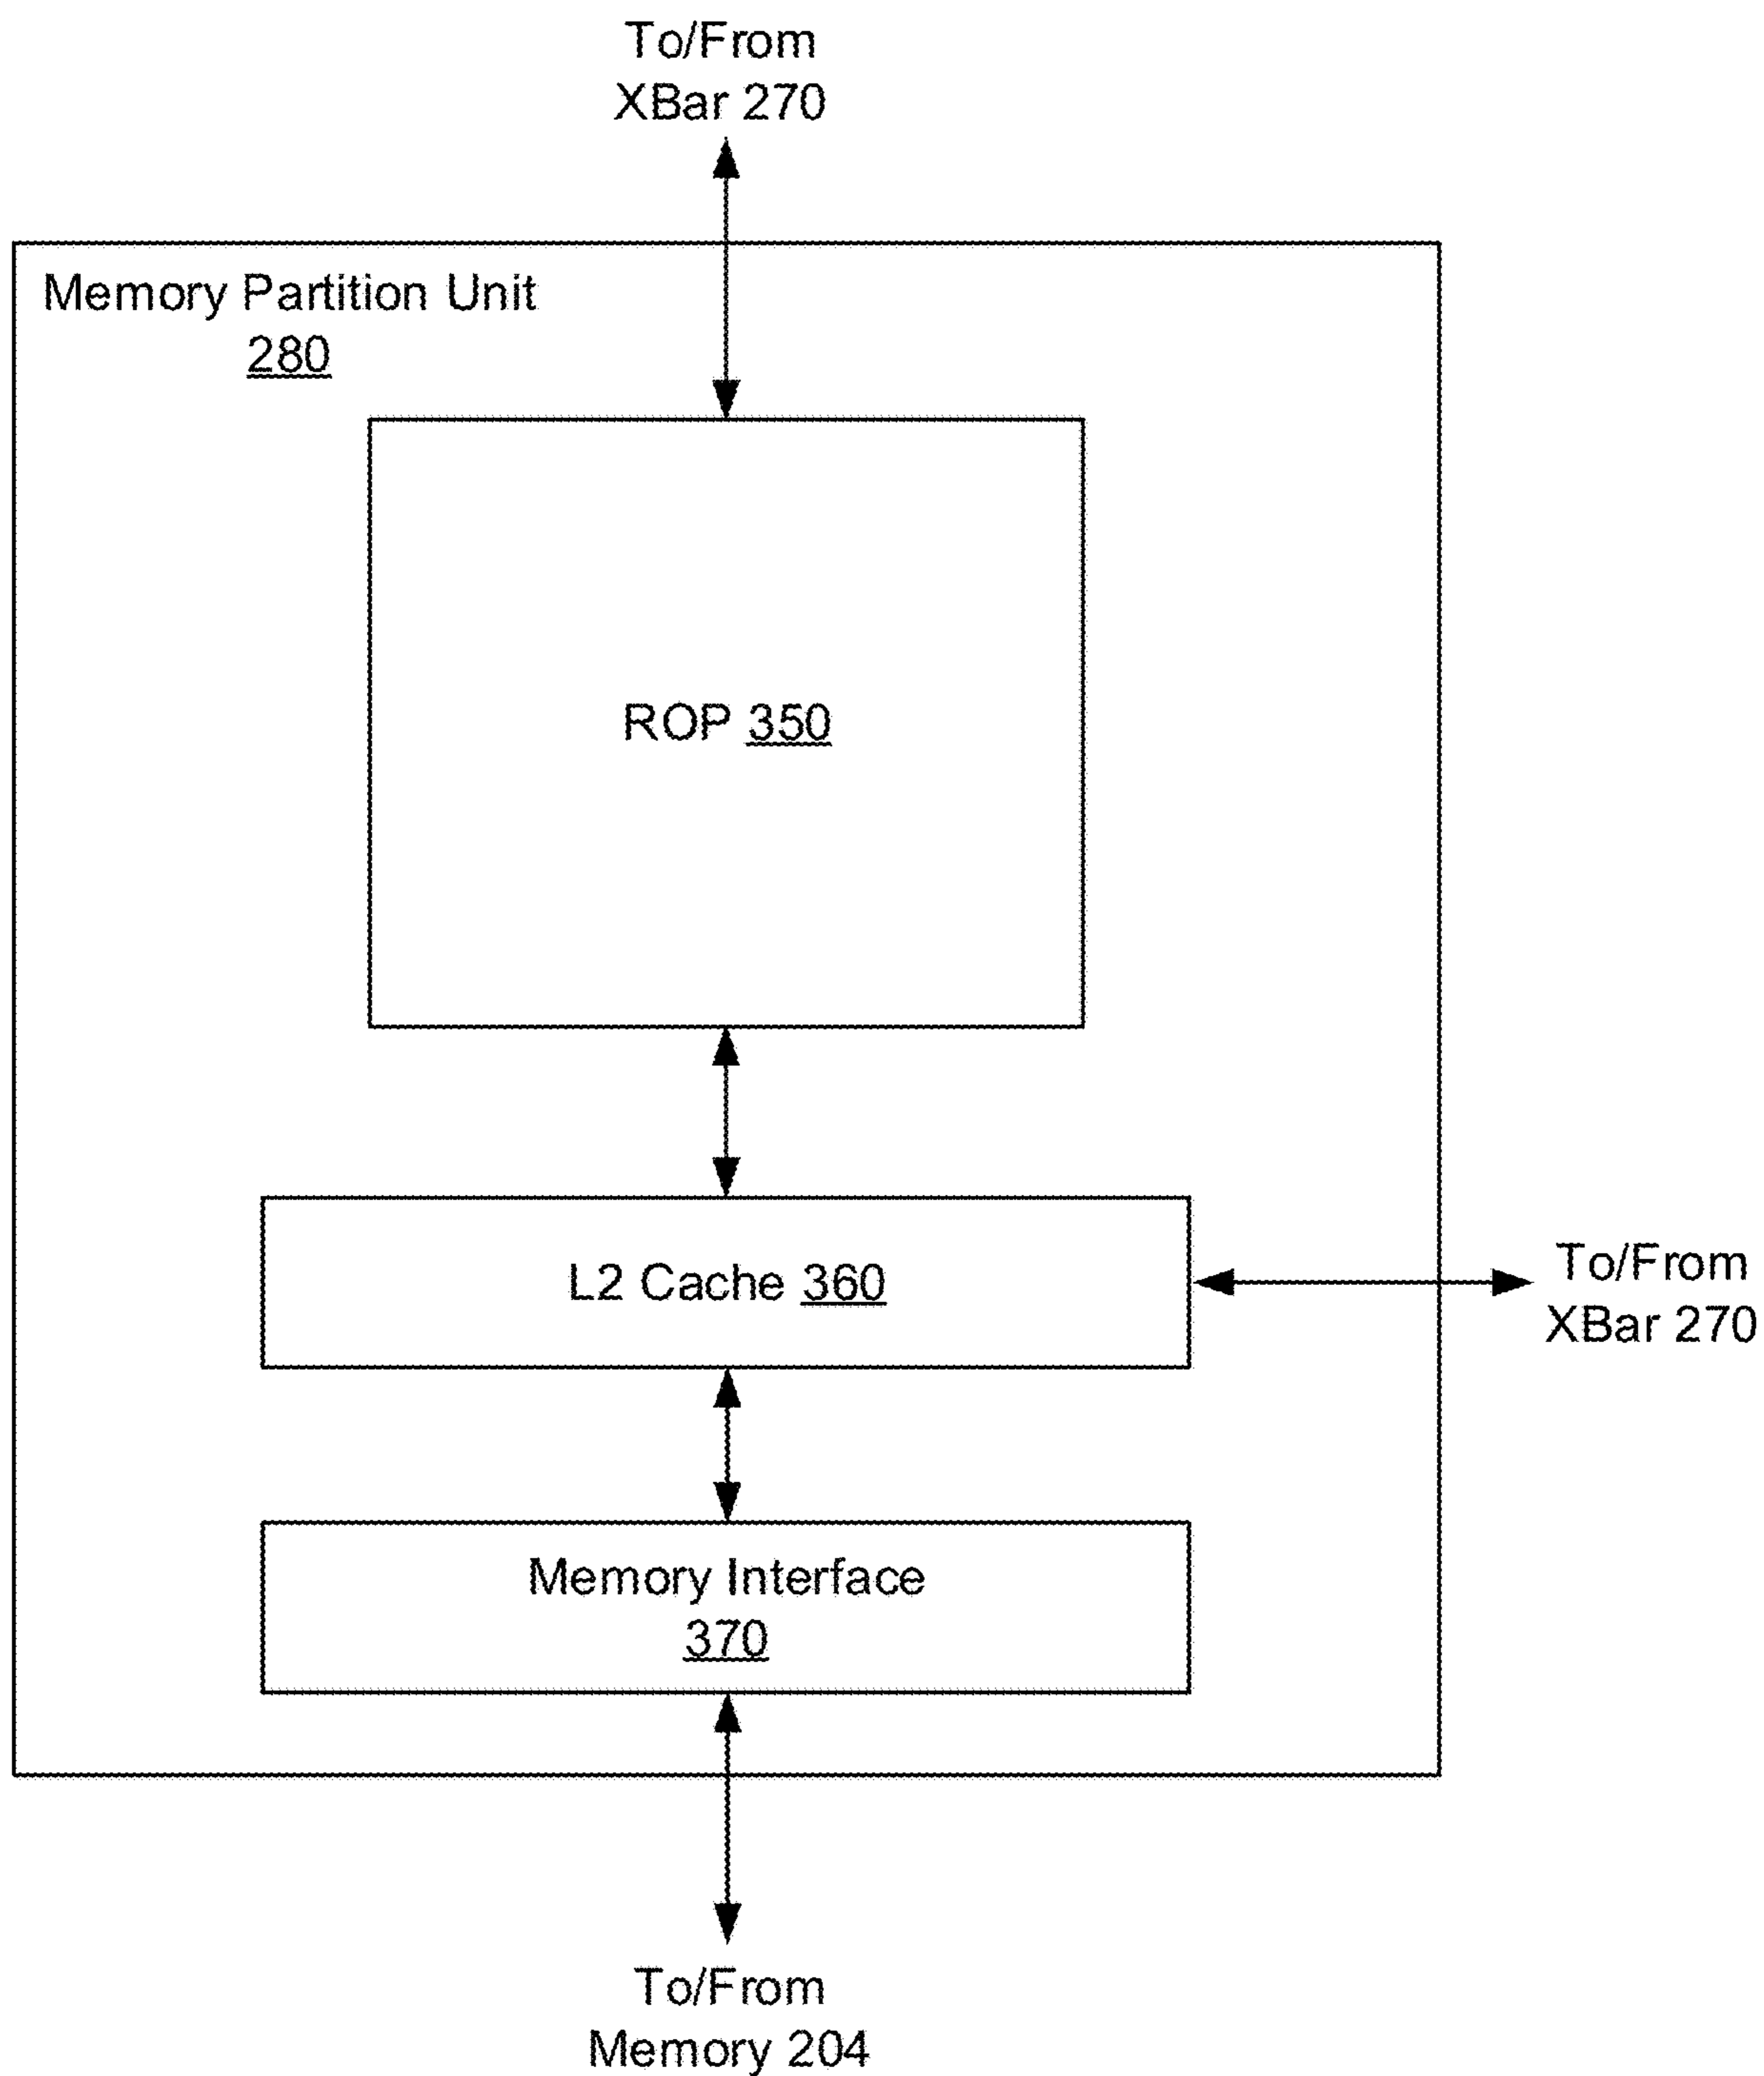 To/From
XBar 270
Memory Partition Unit
280
ROP 350
L2 Cache 360
To/From
XBar 270
Memory Interface
370
To/From
Memory 204